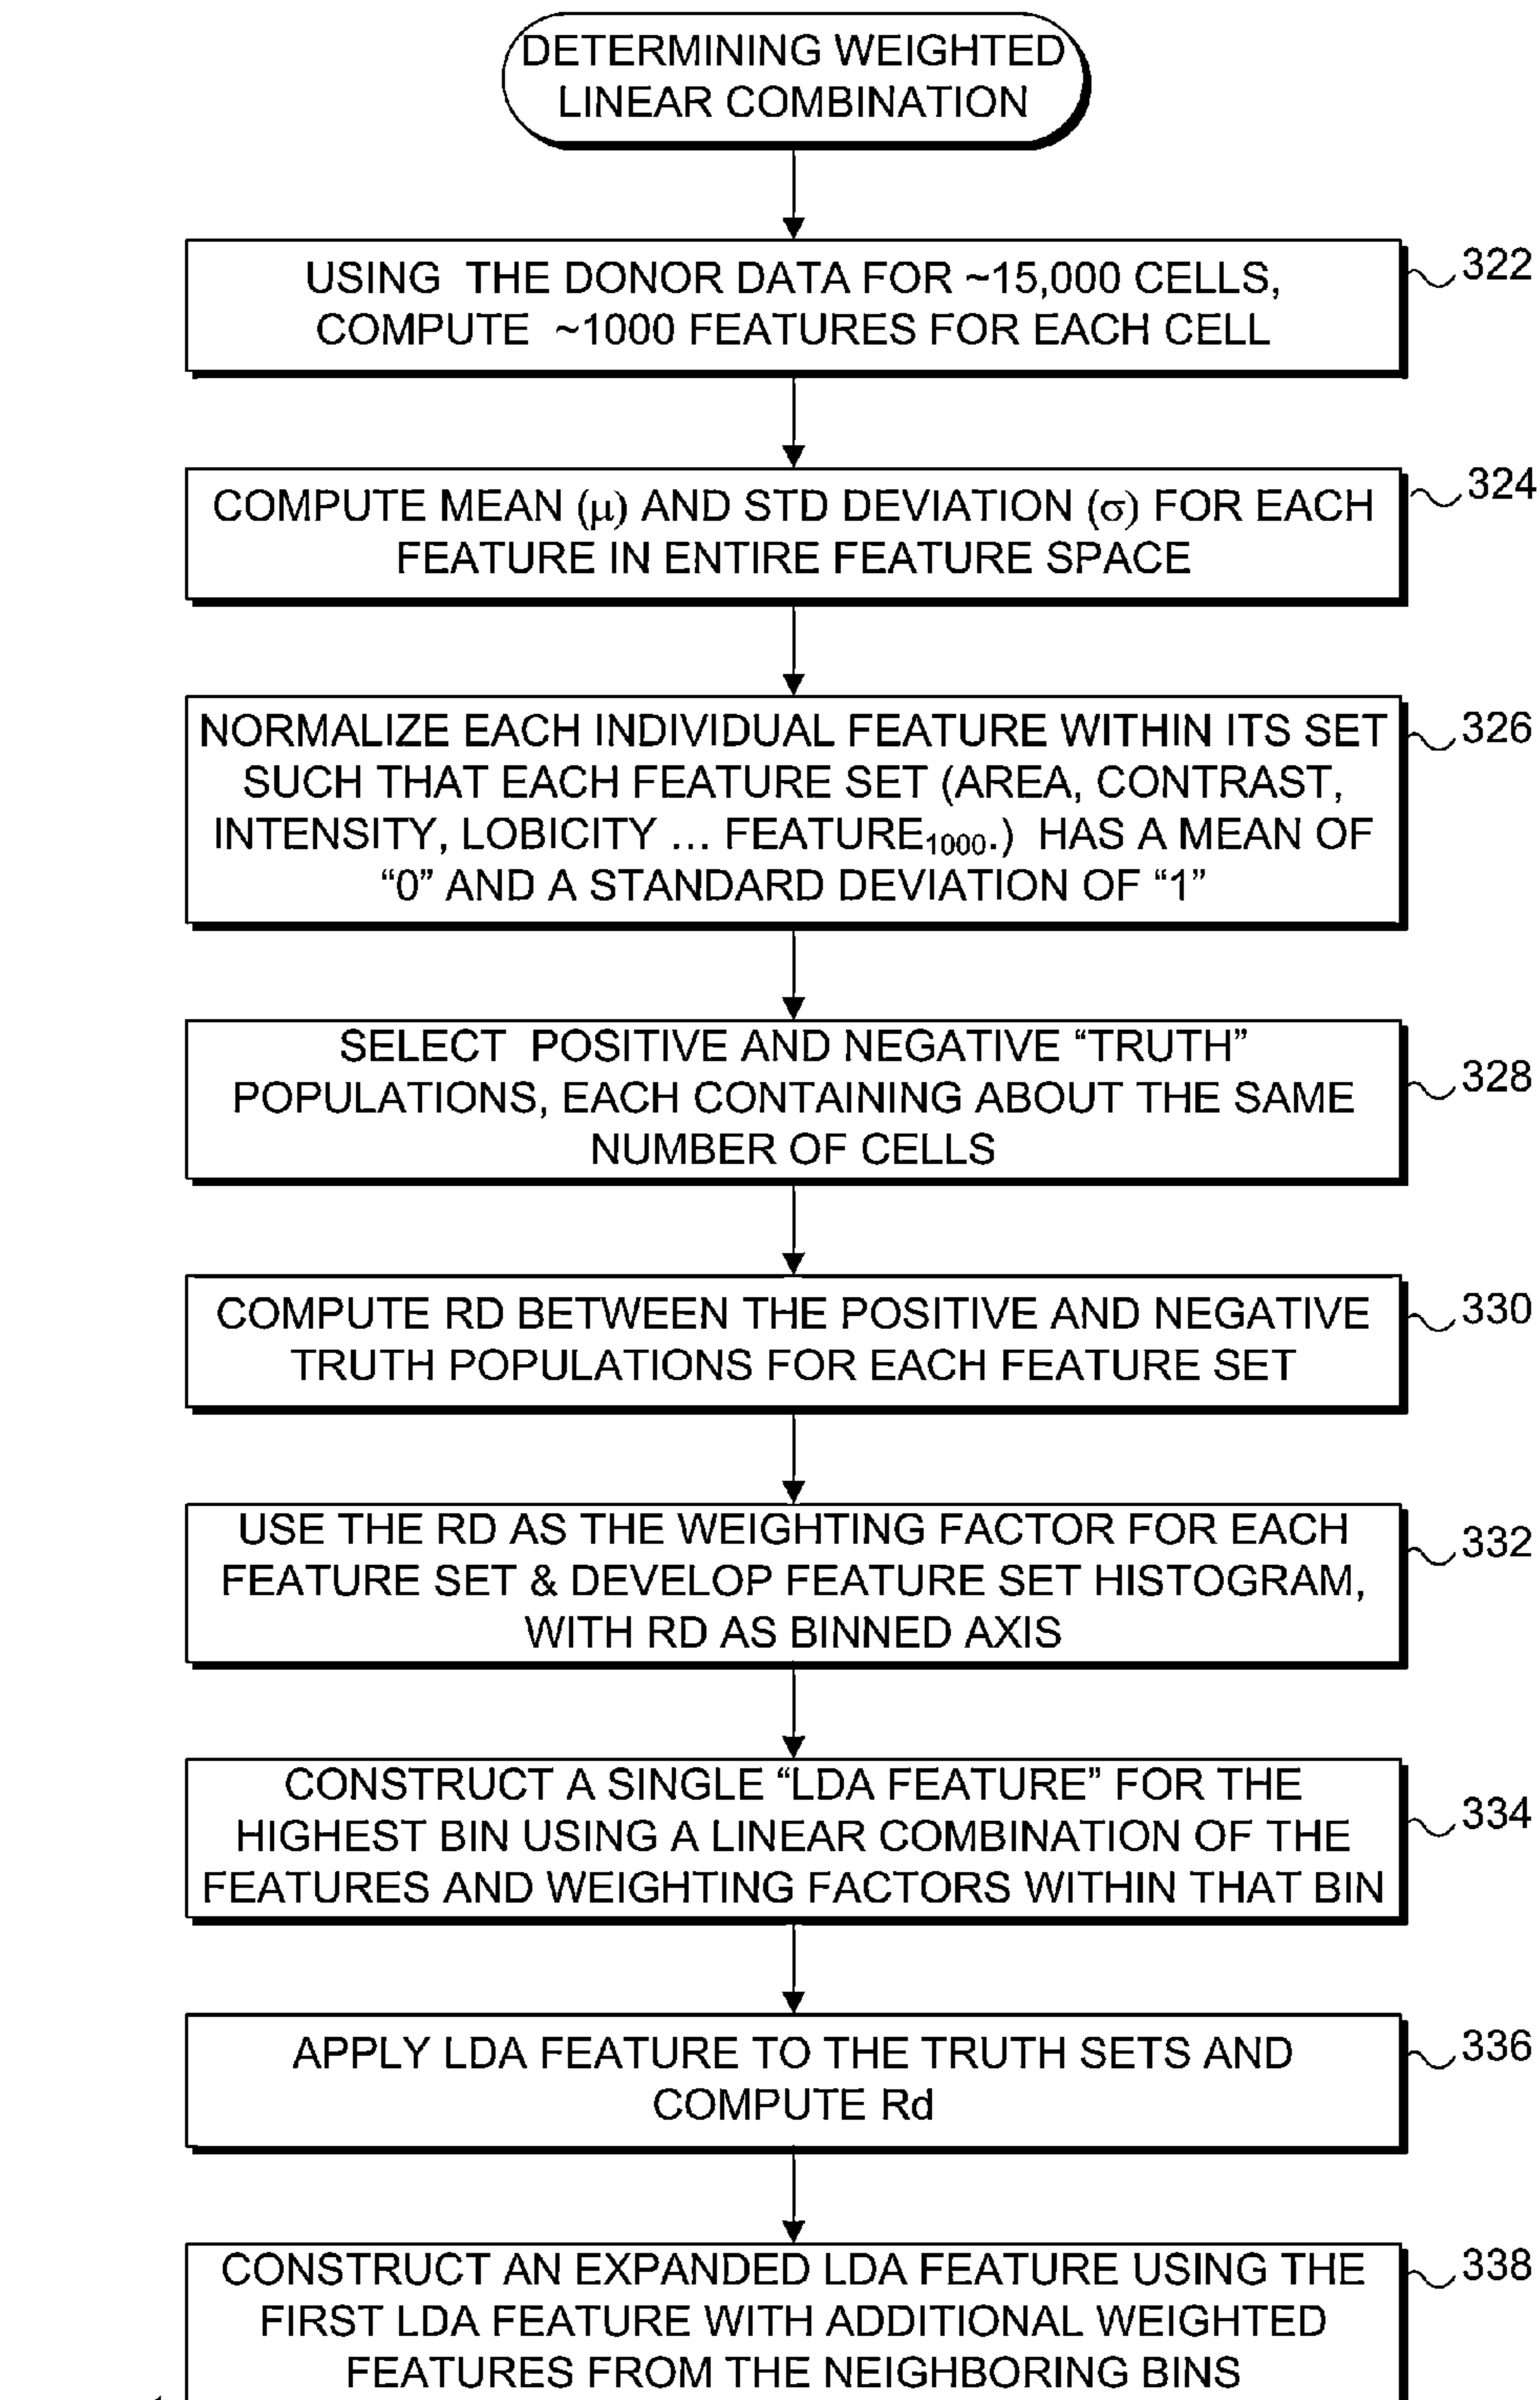 DETERMINING WEIGHTED
LINEAR COMBINATION
USING THE DONOR DATA FOR ~15,000 CELLS,
COMPUTE ~1000 FEATURES FOR EACH CELL
322
COMPUTE MEAN (μ) AND STD DEVIATION (σ) FOR EACH
FEATURE IN ENTIRE FEATURE SPACE
324
NORMALIZE EACH INDIVIDUAL FEATURE WITHIN ITS SET
SUCH THAT EACH FEATURE SET (AREA, CONTRAST,
INTENSITY, LOBICITY ... FEATURE₁₀₀₀.) HAS A MEAN OF
“0” AND A STANDARD DEVIATION OF “1”
326
SELECT POSITIVE AND NEGATIVE “TRUTH”
POPULATIONS, EACH CONTAINING ABOUT THE SAME
NUMBER OF CELLS
328
COMPUTE RD BETWEEN THE POSITIVE AND NEGATIVE
TRUTH POPULATIONS FOR EACH FEATURE SET
330
USE THE RD AS THE WEIGHTING FACTOR FOR EACH
FEATURE SET & DEVELOP FEATURE SET HISTOGRAM,
WITH RD AS BINNED AXIS
332
CONSTRUCT A SINGLE “LDA FEATURE” FOR THE
HIGHEST BIN USING A LINEAR COMBINATION OF THE
FEATURES AND WEIGHTING FACTORS WITHIN THAT BIN
334
APPLY LDA FEATURE TO THE TRUTH SETS AND
COMPUTE Rd
336
CONSTRUCT AN EXPANDED LDA FEATURE USING THE
FIRST LDA FEATURE WITH ADDITIONAL WEIGHTED
FEATURES FROM THE NEIGHBORING BINS
338